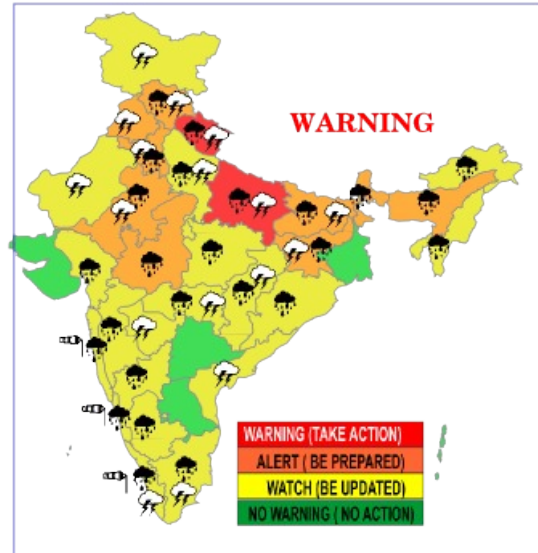 WARNING
WARNING (TAKE ACTION)
ALERT ( BE PREPARED)
WATCH (BE UPDATED)
NO WARNING ( NO ACTION)